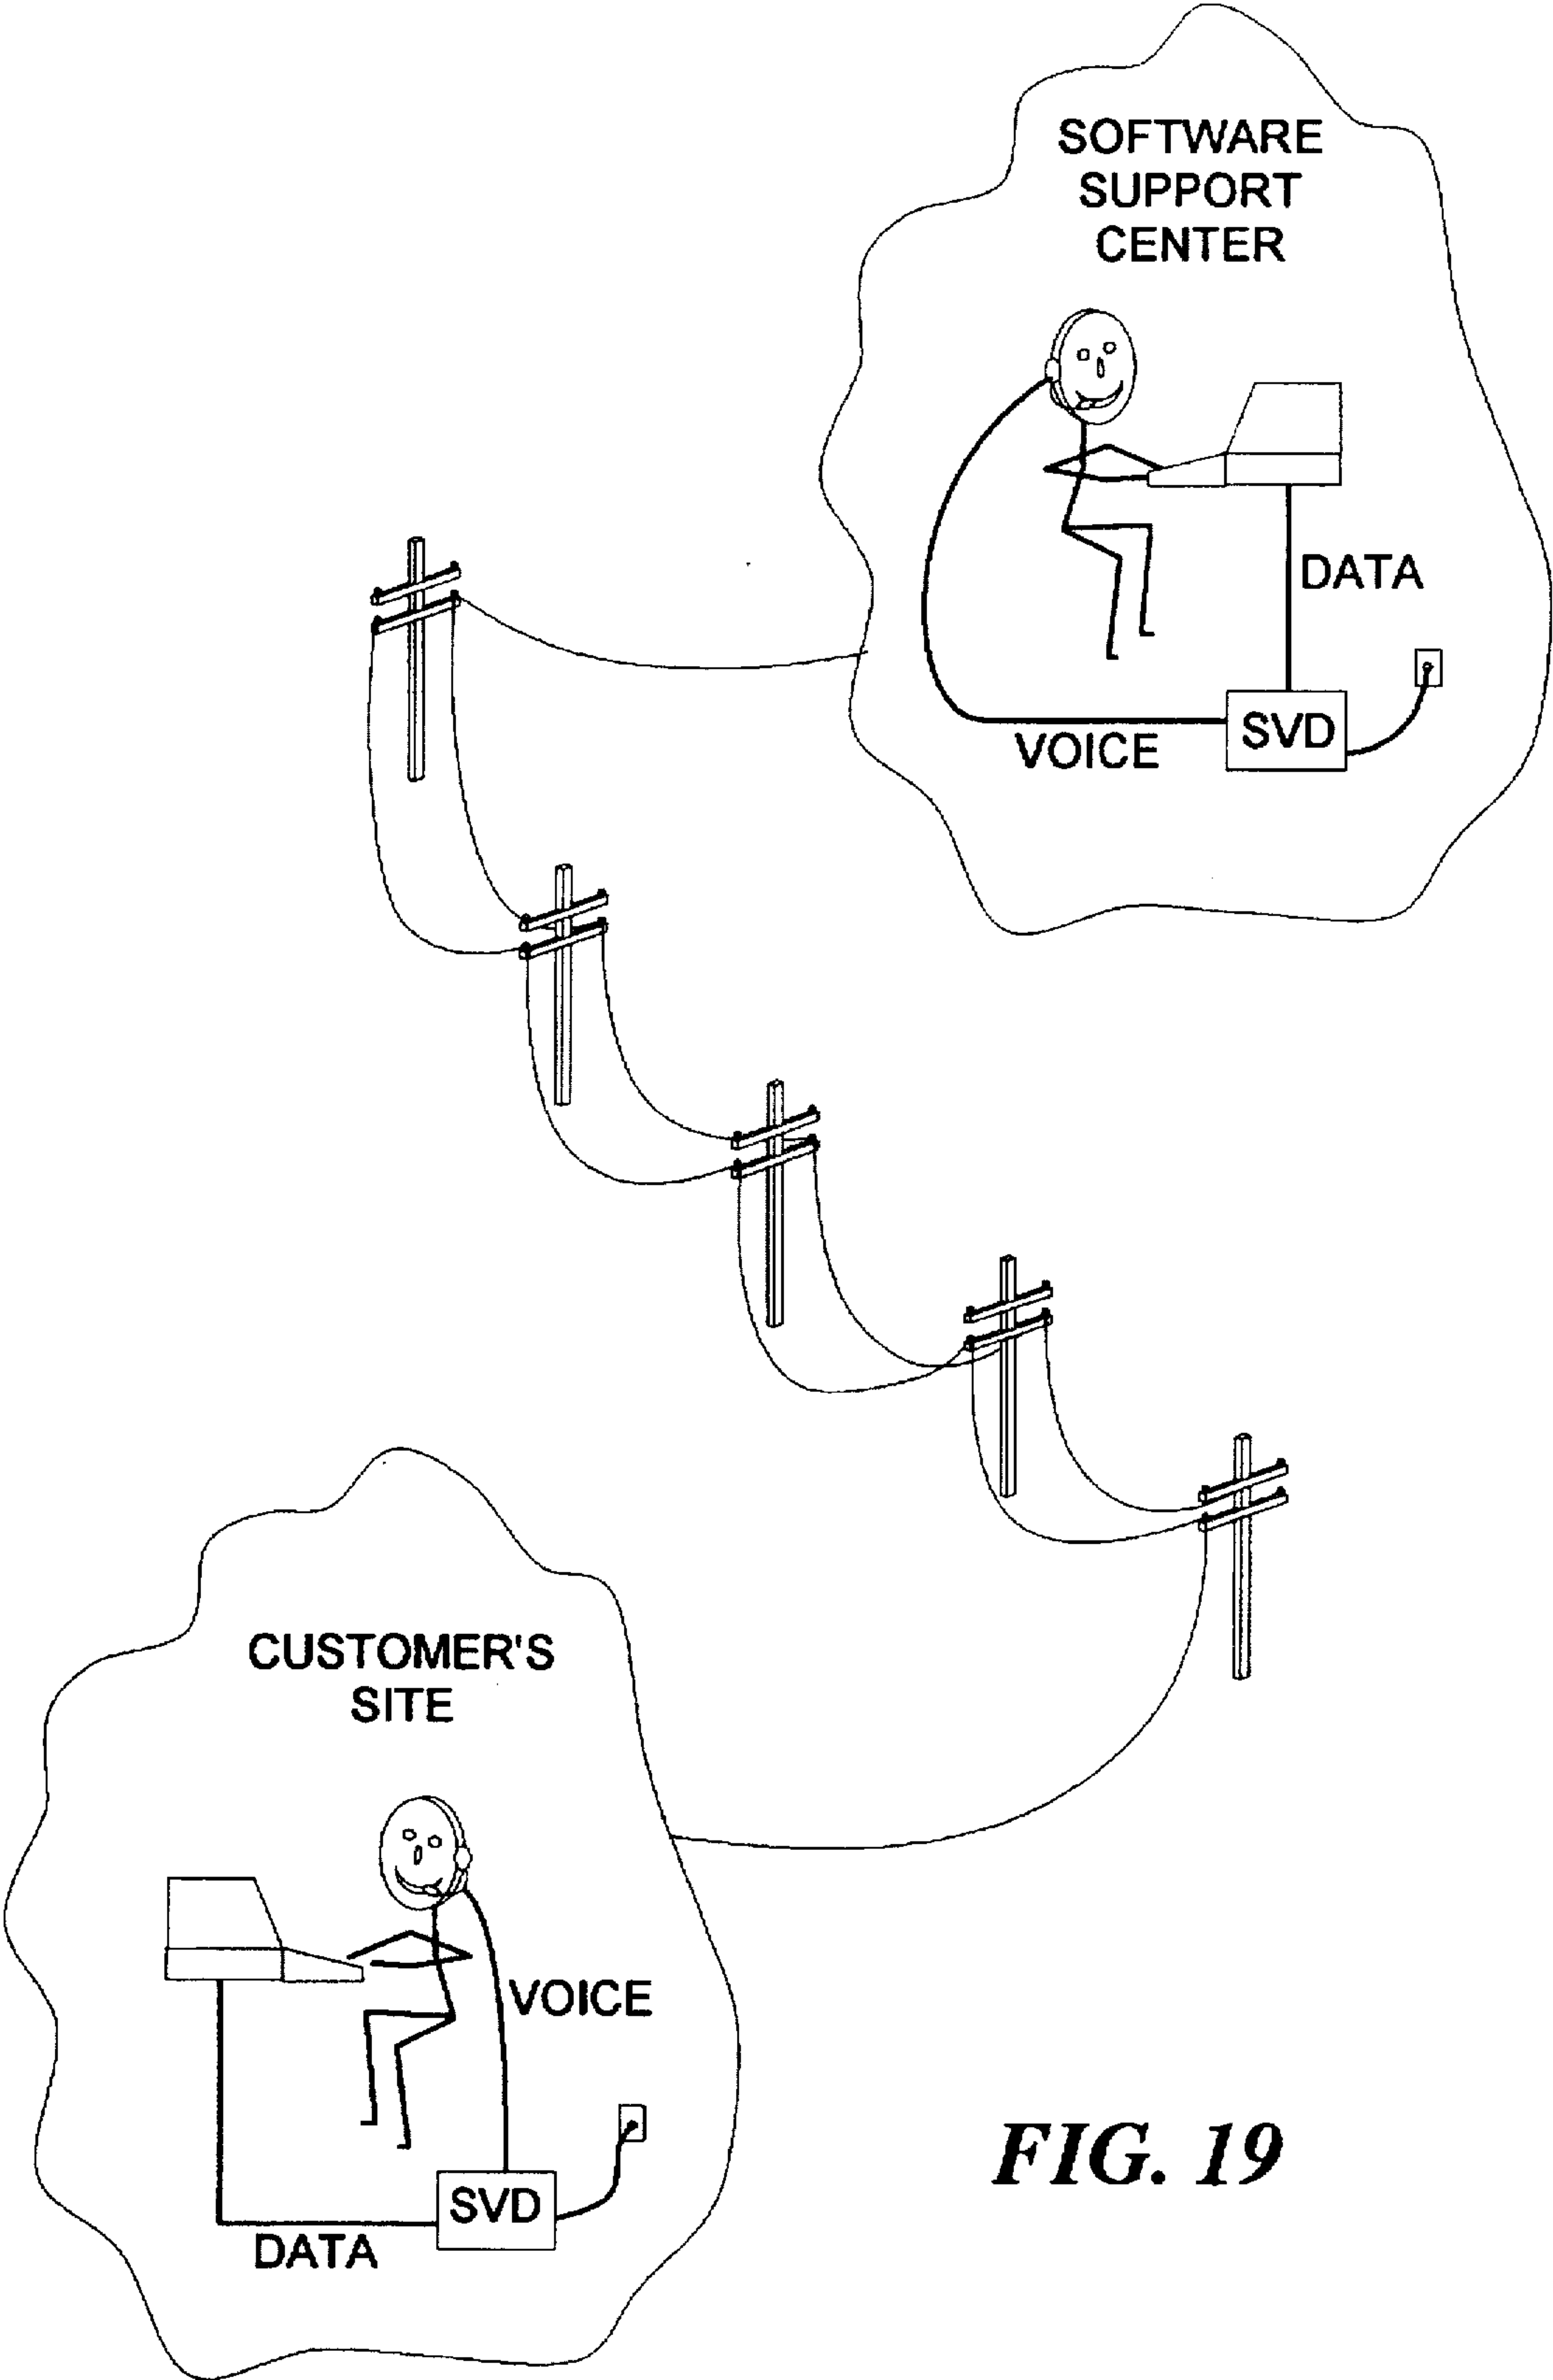 SOFTWARE
SUPPORT
CENTER
DATA
VOICE
SVD
CUSTOMER'S
SITE
VOICE
SVD
DATA
FIG. 19